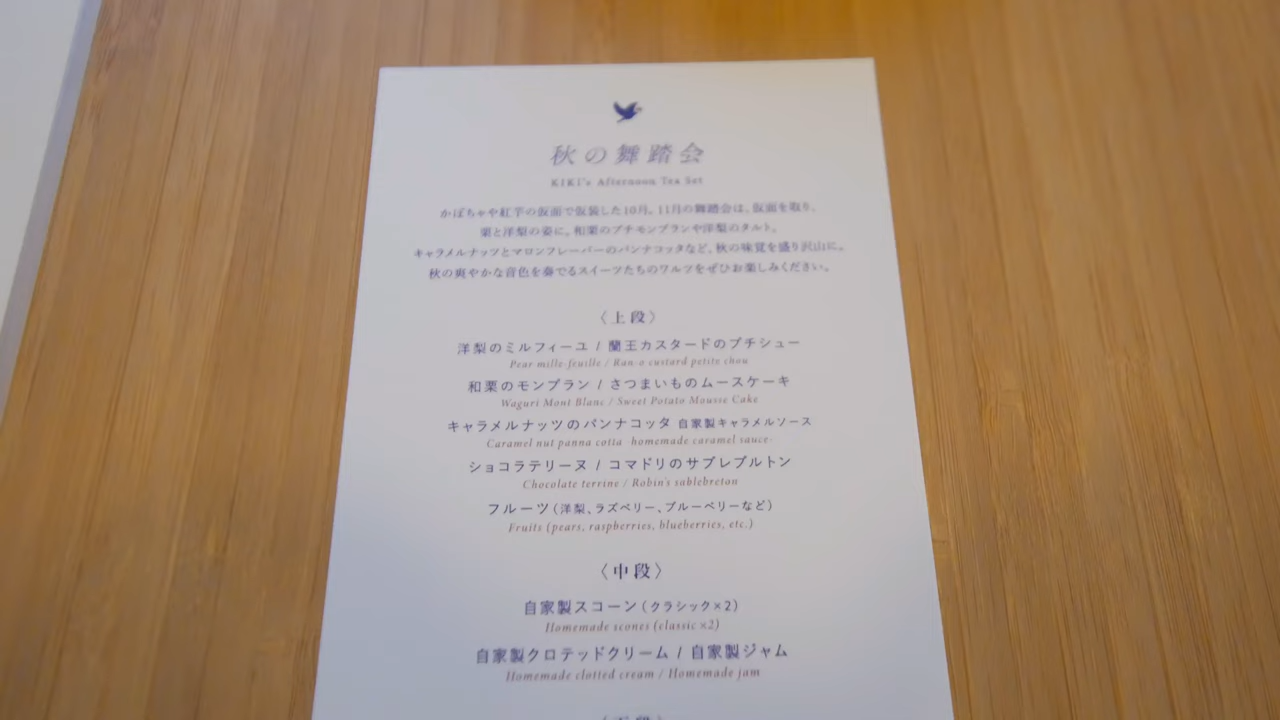 秋の舞踏会
KIKI's Afternoon Tea Set
かぼちゃや紅芋の仮面で仮装した10月。11月の舞踏会は、仮面を取り、
栗と洋梨の姿に。和栗のプチモンブランや洋梨のタルト。
キャラメルナッツとマロンフレーバーのパンナコッタなど、秋の味覚を盛り沢山に。
秋の爽やかな音色を奏でるスイーツたちのワルツをぜひお楽しみください。
〈上段〉
洋梨のミルフィーユ / 蘭王カスタードのプチシュー
Pear mille-feuille / Ran-o custard petite chou
和栗のモンブラン / さつまいものムースケーキ
Waguri Mont Blanc / Sweet Potato Mousse Cake
キャラメルナッツのパンナコッタ 自家製キャラメルソース
Caramel nut panna cotta -homemade caramel sauce-
ショコラテリーヌ / コマドリのサブレブルトン
Chocolate terrine / Robin's sablebreton
フルーツ（洋梨、ラズベリー、ブルーベリーなど）
Fruits (pears, raspberries, blueberries, etc.)
〈中段〉
自家製スコーン（クラシック×2）
Homemade scones (classic ×2)
自家製クロテッドクリーム / 自家製ジャム
Homemade clotted cream / Homemade jam